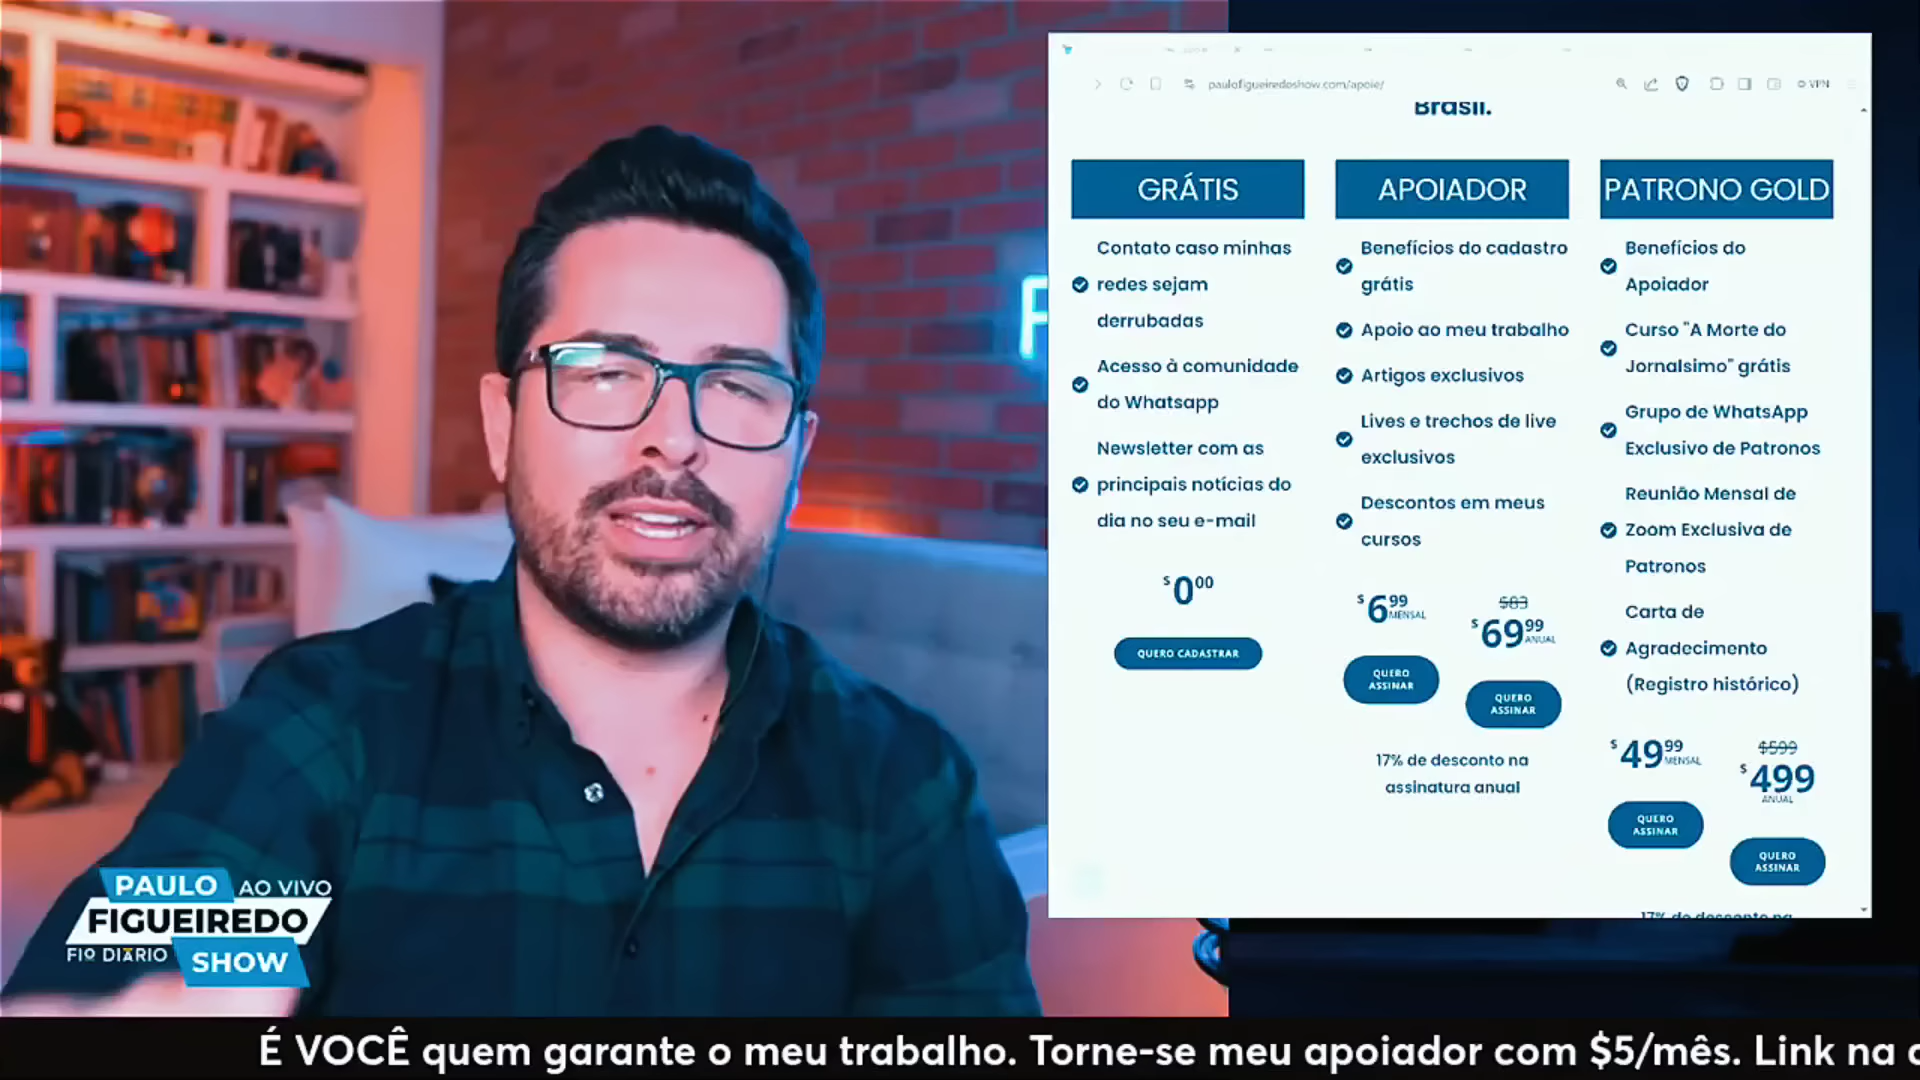 paulofigueiredoshow.com/apoie/
VPN
Brasil.
GRÁTIS
Contato caso minhas
redes sejam
derrubadas
Acesso à comunidade
do Whatsapp
Newsletter com as
principais notícias do
dia no seu e-mail
$000
QUERO CADASTRAR
APOIADOR
Benefícios do cadastro
grátis
Apoio ao meu trabalho
Artigos exclusivos
Lives e trechos de live
exclusivos
Descontos em meus
cursos
$699 MENSAL
QUERO
ASSINAR
$83
$6999 ANUAL
QUERO
ASSINAR
17% de desconto na
assinatura anual
PATRONO GOLD
Benefícios do
Apoiador
Curso "A Morte do
Jornalsimo" grátis
Grupo de WhatsApp
Exclusivo de Patronos
Reunião Mensal de
Zoom Exclusiva de
Patronos
Carta de
Agradecimento
(Registro histórico)
$4999 MENSAL
QUERO
ASSINAR
$599
$499
ANUAL
QUERO
ASSINAR
17% de desconto na
PAULO AO VIVO
FIGUEIREDO
FIO DIÁRIO SHOW
É VOCÊ quem garante o meu trabalho. Torne-se meu apoiador com $5/mês. Link na